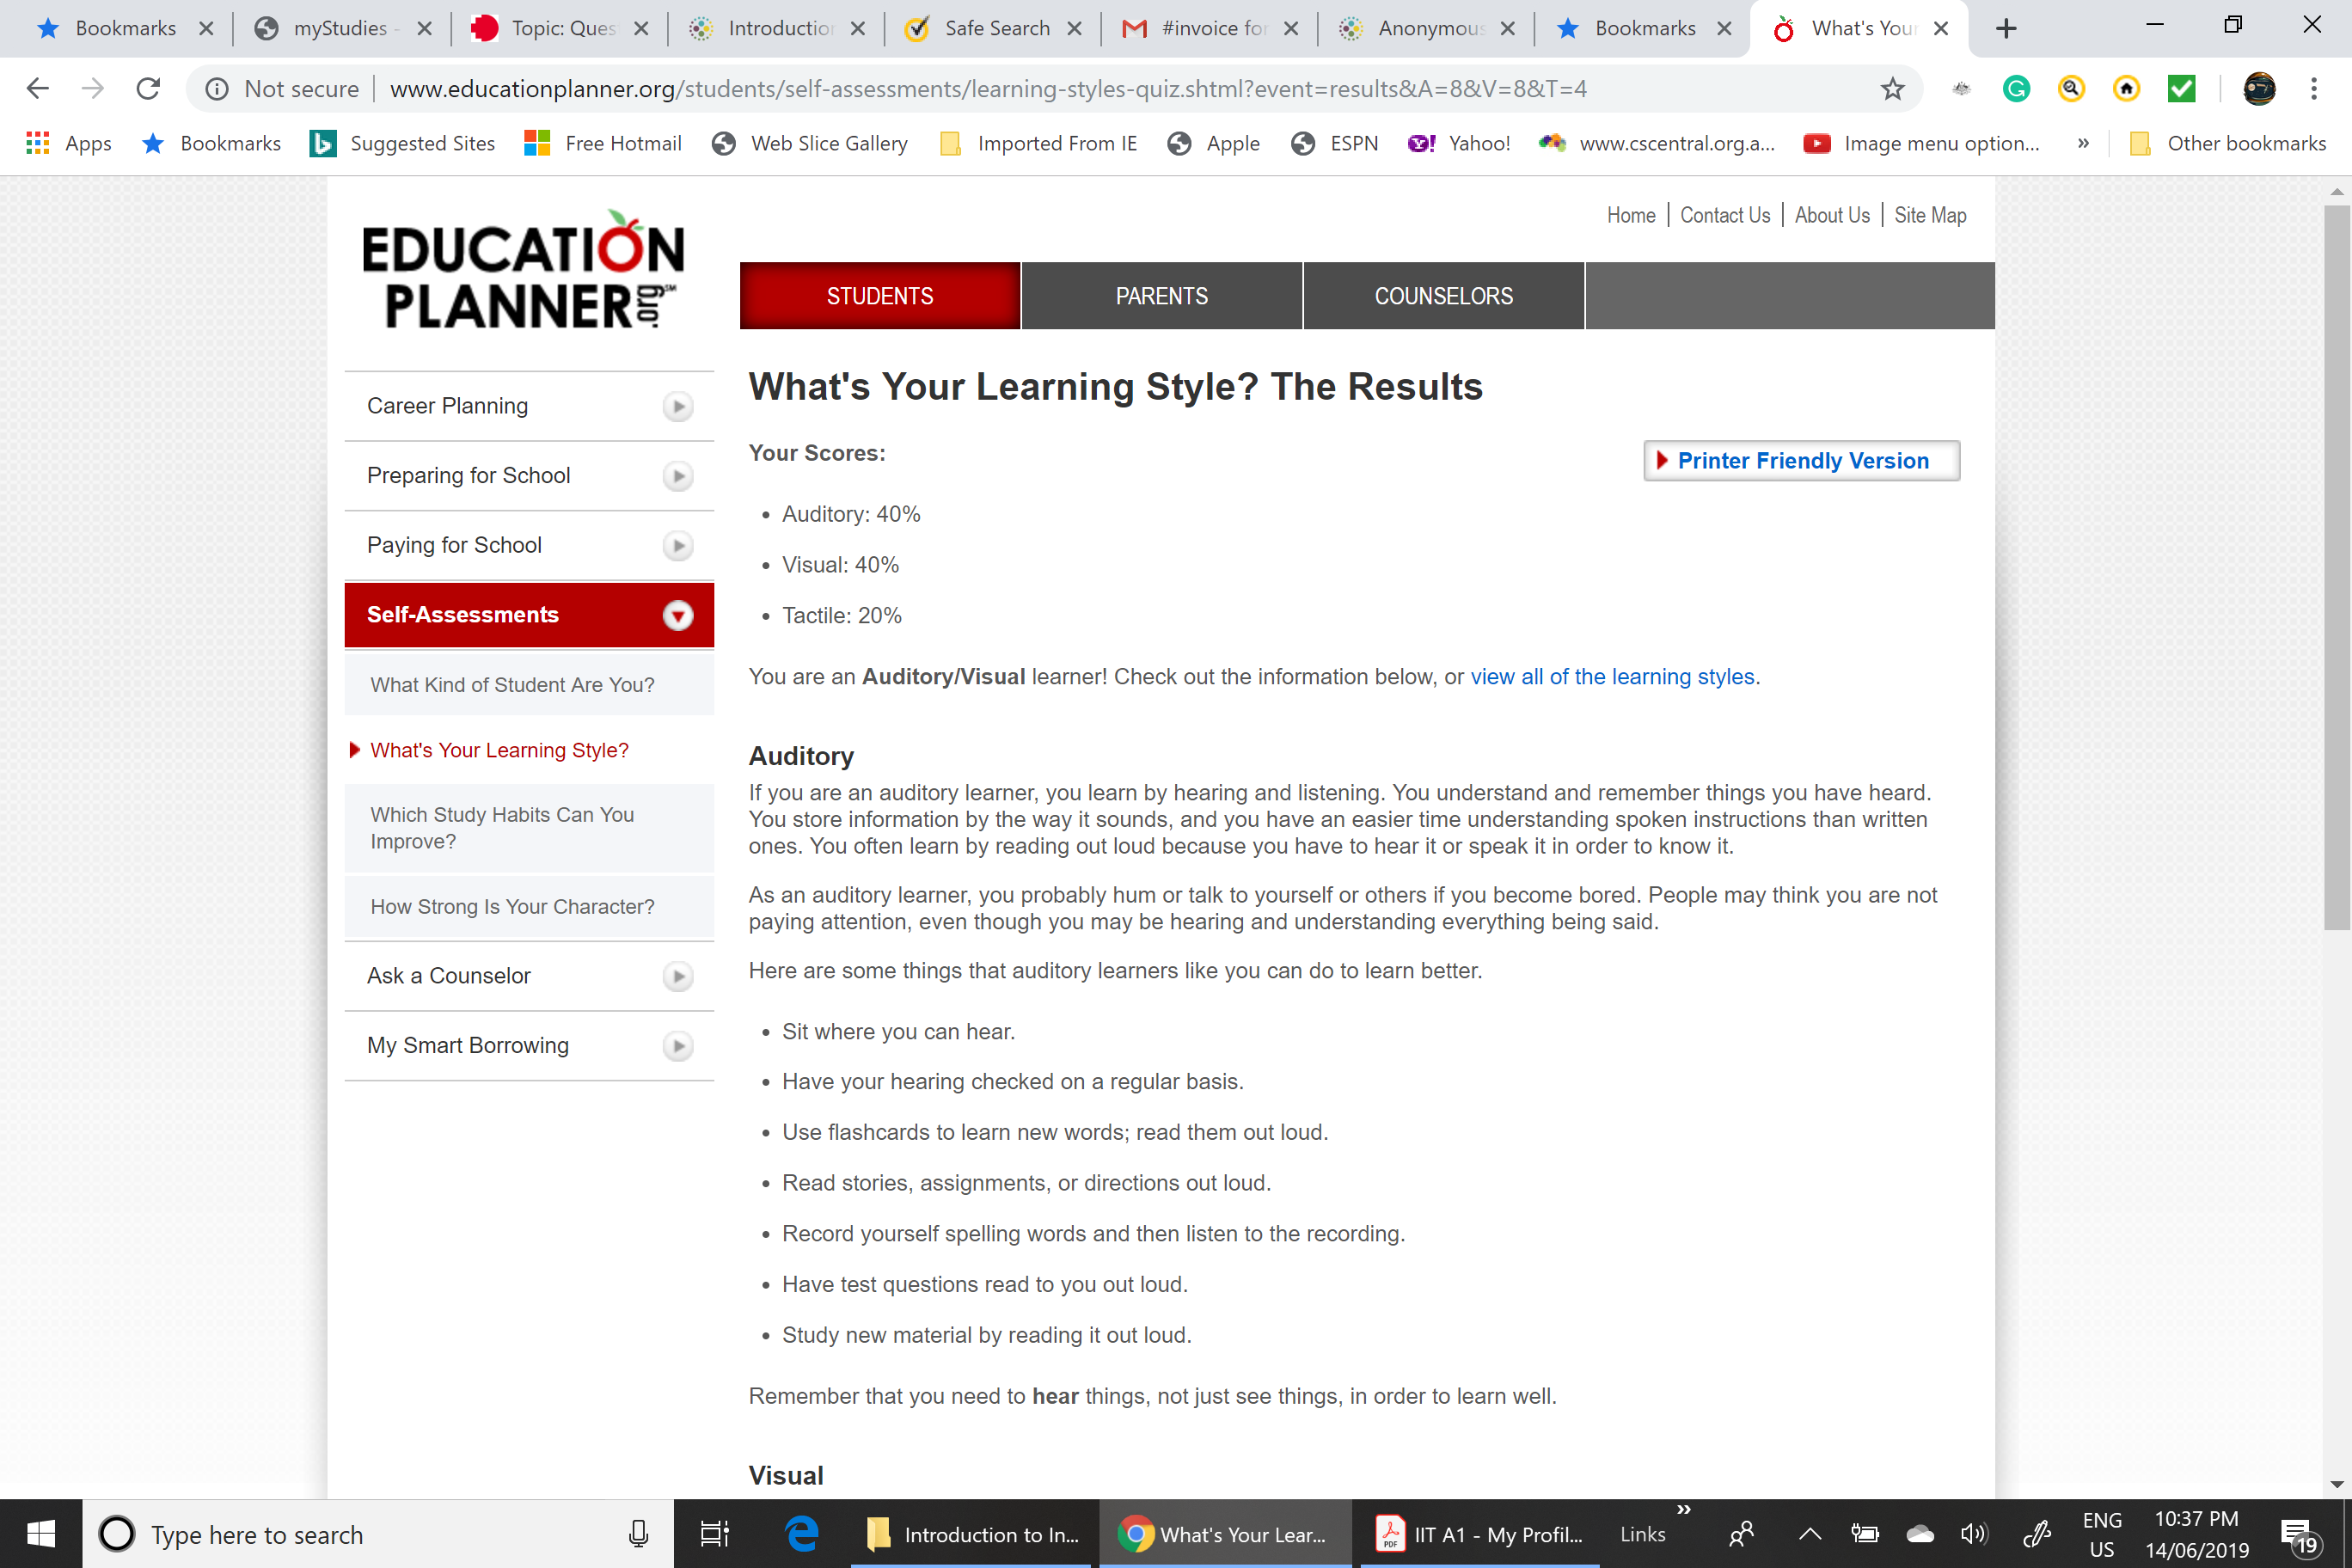 Bookmarks
myStudies -
Topic: Ques
Introduction
Safe Search
#invoice for
Anonymous
Bookmarks
What's Your
Not secure | www.educationplanner.org/students/self-assessments/learning-styles-quiz.shtml?event=results&A=8&V=8&T=4
Apps Bookmarks Suggested Sites Free Hotmail Web Slice Gallery Imported From IE Apple ESPN Yahoo! www.cscentral.org.a... Image menu option... » Other bookmarks
EDUCATION
PLANNER.org SM
Home | Contact Us | About Us | Site Map
STUDENTS PARENTS COUNSELORS
Career Planning
Preparing for School
Paying for School
Self-Assessments
What Kind of Student Are You?
What's Your Learning Style?
Which Study Habits Can You
Improve?
How Strong Is Your Character?
Ask a Counselor
My Smart Borrowing
What's Your Learning Style? The Results
Your Scores:
Printer Friendly Version
• Auditory: 40%
• Visual: 40%
• Tactile: 20%
You are an Auditory/Visual learner! Check out the information below, or view all of the learning styles.
Auditory
If you are an auditory learner, you learn by hearing and listening. You understand and remember things you have heard.
You store information by the way it sounds, and you have an easier time understanding spoken instructions than written
ones. You often learn by reading out loud because you have to hear it or speak it in order to know it.
As an auditory learner, you probably hum or talk to yourself or others if you become bored. People may think you are not
paying attention, even though you may be hearing and understanding everything being said.
Here are some things that auditory learners like you can do to learn better.
• Sit where you can hear.
• Have your hearing checked on a regular basis.
• Use flashcards to learn new words; read them out loud.
• Read stories, assignments, or directions out loud.
• Record yourself spelling words and then listen to the recording.
• Have test questions read to you out loud.
• Study new material by reading it out loud.
Remember that you need to hear things, not just see things, in order to learn well.
Visual
Type here to search
Introduction to In...
What's Your Lear...
IIT A1 - My Profil...
Links
»
ENG
US
10:37 PM
14/06/2019
19